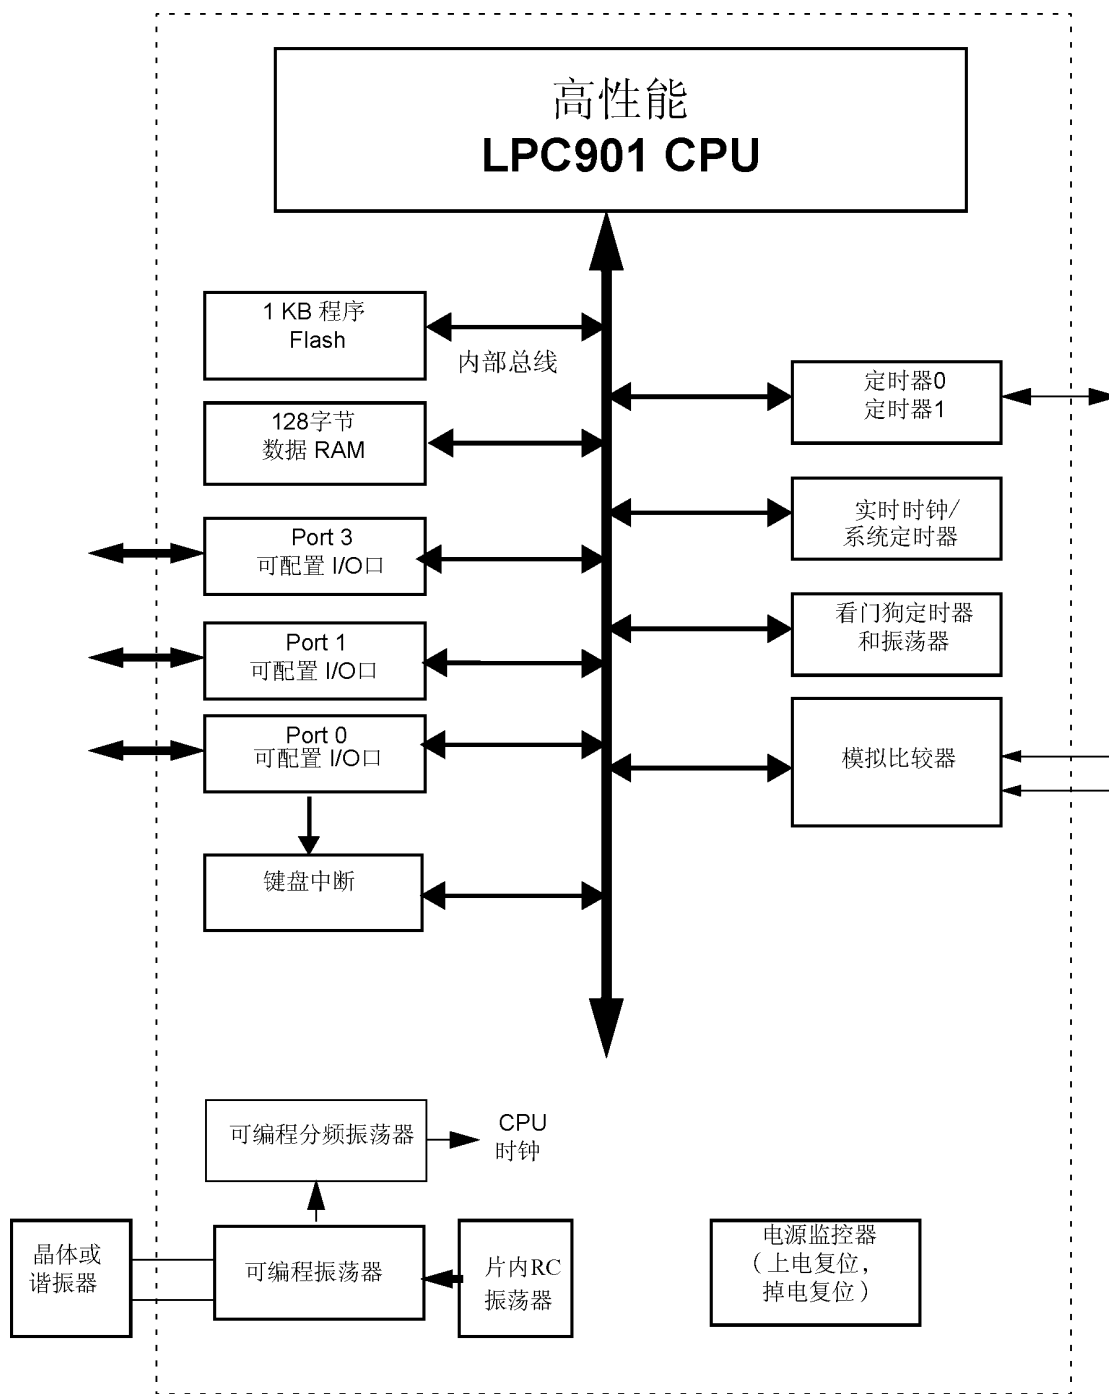 高性能
LPC901 CPU
1 KB 程序
Flash
内部总线
128字节
数据 RAM
Port 3
可配置 I/O口
Port 1
可配置 I/O口
Port 0
可配置 I/O口
键盘中断
定时器0
定时器1
实时时钟/
系统定时器
看门狗定时器
和振荡器
模拟比较器
可编程分频振荡器
CPU
时钟
晶体或
谐振器
可编程振荡器
片内RC
振荡器
电源监控器
（上电复位，
掉电复位）